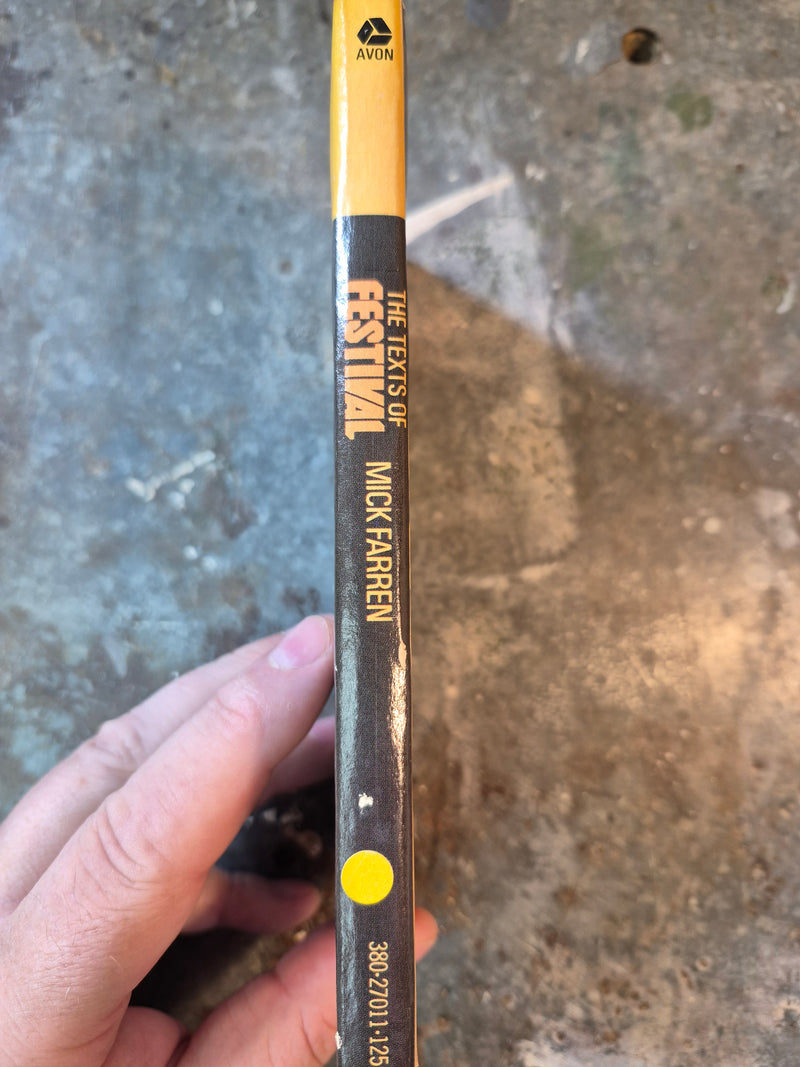 AVON
THE TEXTS OF
FESTIVAL
MICK FARREN
380-27011-125